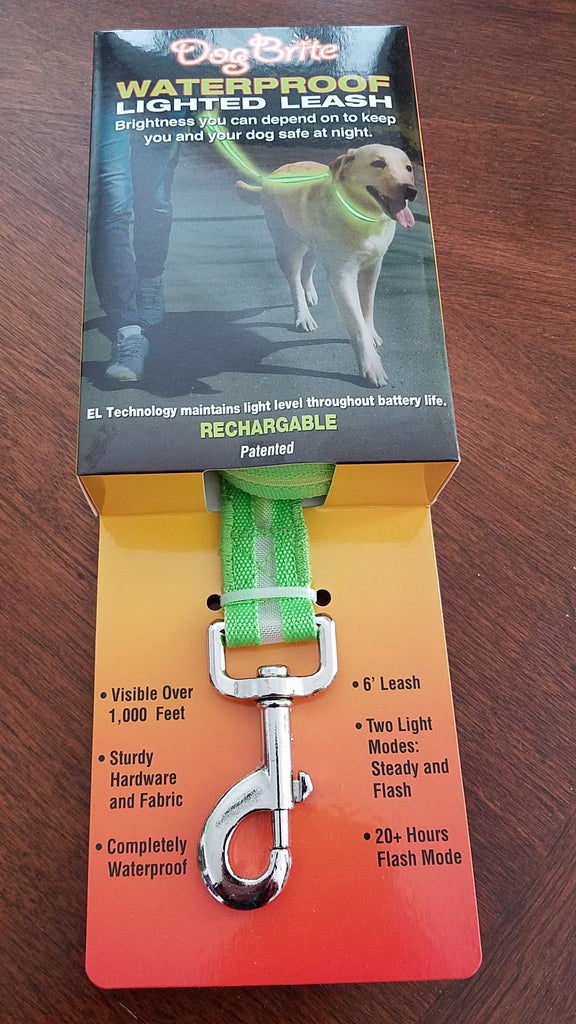 Dog Brite
WATERPROOF
LIGHTED LEASH
Brightness you can depend on to keep
you and your dog safe at night.
EL Technology maintains light level throughout battery life.
RECHARGABLE
Patented
• Visible Over
1,000 Feet
• Sturdy
Hardware
and Fabric
• Completely
Waterproof
• 6' Leash
• Two Light
Modes:
Steady and
Flash
• 20+ Hours
Flash Mode